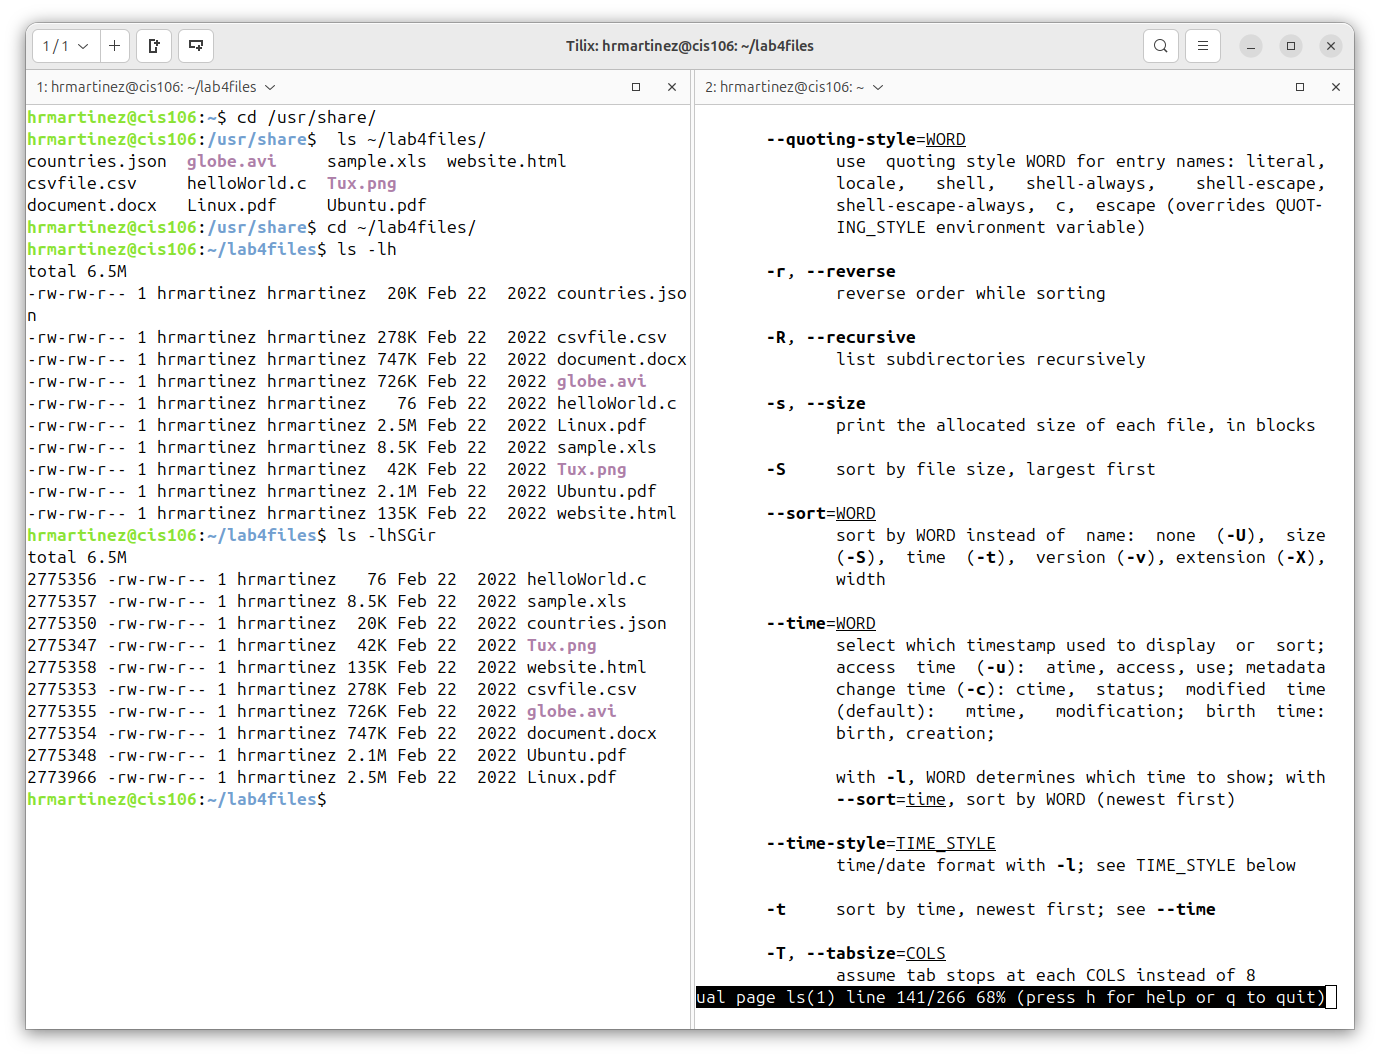 1 / 1
Tilix: hrmartinez@cis106: ~/lab4files
1: hrmartinez@cis106: ~/lab4files
hrmartinez@cis106:~$ cd /usr/share/
hrmartinez@cis106:/usr/share$  ls ~/lab4files/
countries.json  globe.avi     sample.xls  website.html
csvfile.csv     helloWorld.c  Tux.png
document.docx   Linux.pdf     Ubuntu.pdf
hrmartinez@cis106:/usr/share$ cd ~/lab4files/
hrmartinez@cis106:~/lab4files$ ls -lh
total 6.5M
-rw-rw-r-- 1 hrmartinez hrmartinez  20K Feb 22  2022 countries.jso
n
-rw-rw-r-- 1 hrmartinez hrmartinez 278K Feb 22  2022 csvfile.csv
-rw-rw-r-- 1 hrmartinez hrmartinez 747K Feb 22  2022 document.docx
-rw-rw-r-- 1 hrmartinez hrmartinez 726K Feb 22  2022 globe.avi
-rw-rw-r-- 1 hrmartinez hrmartinez   76 Feb 22  2022 helloWorld.c
-rw-rw-r-- 1 hrmartinez hrmartinez 2.5M Feb 22  2022 Linux.pdf
-rw-rw-r-- 1 hrmartinez hrmartinez 8.5K Feb 22  2022 sample.xls
-rw-rw-r-- 1 hrmartinez hrmartinez  42K Feb 22  2022 Tux.png
-rw-rw-r-- 1 hrmartinez hrmartinez 2.1M Feb 22  2022 Ubuntu.pdf
-rw-rw-r-- 1 hrmartinez hrmartinez 135K Feb 22  2022 website.html
hrmartinez@cis106:~/lab4files$ ls -lhSGir
total 6.5M
2775356 -rw-rw-r-- 1 hrmartinez   76 Feb 22  2022 helloWorld.c
2775357 -rw-rw-r-- 1 hrmartinez 8.5K Feb 22  2022 sample.xls
2775350 -rw-rw-r-- 1 hrmartinez  20K Feb 22  2022 countries.json
2775347 -rw-rw-r-- 1 hrmartinez  42K Feb 22  2022 Tux.png
2775358 -rw-rw-r-- 1 hrmartinez 135K Feb 22  2022 website.html
2775353 -rw-rw-r-- 1 hrmartinez 278K Feb 22  2022 csvfile.csv
2775355 -rw-rw-r-- 1 hrmartinez 726K Feb 22  2022 globe.avi
2775354 -rw-rw-r-- 1 hrmartinez 747K Feb 22  2022 document.docx
2775348 -rw-rw-r-- 1 hrmartinez 2.1M Feb 22  2022 Ubuntu.pdf
2773966 -rw-rw-r-- 1 hrmartinez 2.5M Feb 22  2022 Linux.pdf
hrmartinez@cis106:~/lab4files$
2: hrmartinez@cis106: ~
--quoting-style=WORD
use  quoting style WORD for entry names: literal,
locale,   shell,   shell-always,    shell-escape,
shell-escape-always,  c,  escape (overrides QUOT-
ING_STYLE environment variable)
-r, --reverse
reverse order while sorting
-R, --recursive
list subdirectories recursively
-s, --size
print the allocated size of each file, in blocks
-S     sort by file size, largest first
--sort=WORD
sort by WORD instead of  name:  none  (-U),  size
(-S),  time  (-t),  version (-v), extension (-X),
width
--time=WORD
select which timestamp used to display  or  sort;
access  time  (-u):  atime, access, use; metadata
change time (-c): ctime,  status;  modified  time
(default):   mtime,   modification;  birth  time:
birth, creation;
with -l, WORD determines which time to show; with
--sort=time, sort by WORD (newest first)
--time-style=TIME_STYLE
time/date format with -l; see TIME_STYLE below
-t     sort by time, newest first; see --time
-T, --tabsize=COLS
assume tab stops at each COLS instead of 8
ual page ls(1) line 141/266 68% (press h for help or q to quit)